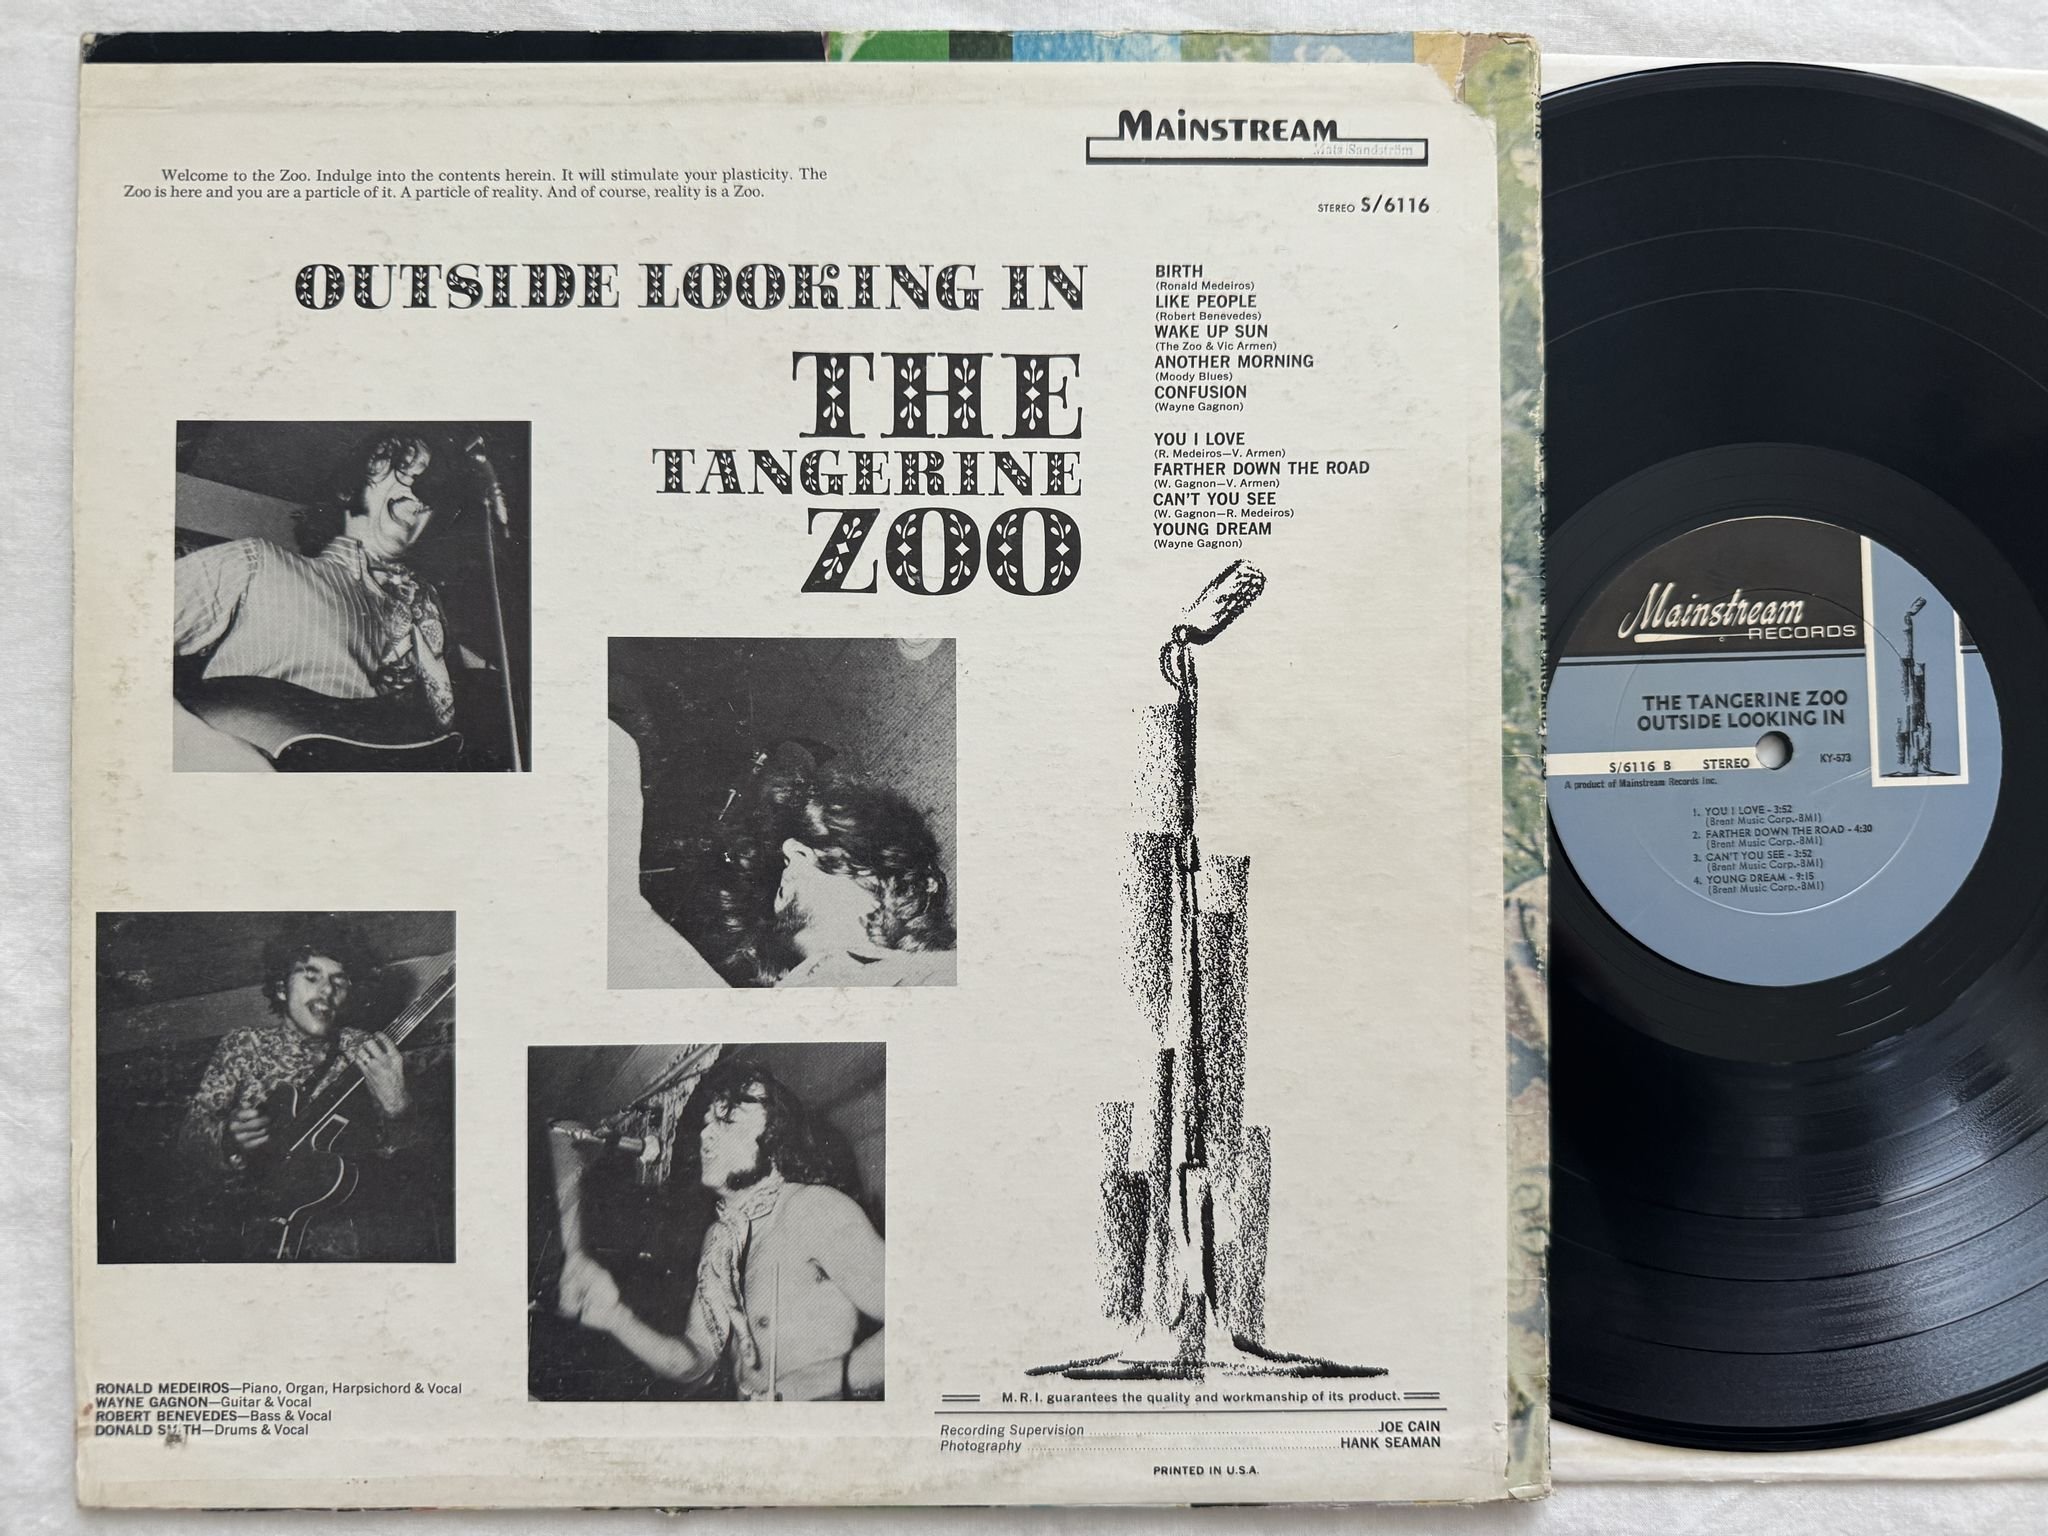 MAiNSTREAM
Mats Sandström
Welcome to the Zoo. Indulge into the contents herein. It will stimulate your plasticity. The
Zoo is here and you are a particle of it. A particle of reality. And of course, reality is a Zoo.
STEREO S/6116
OUTSIDE LOOKING IN
THE
TANGERINE
ZOO
BIRTH
(Ronald Medeiros)
LIKE PEOPLE
(Robert Benevedes)
WAKE UP SUN
(The Zoo & Vic Armen)
ANOTHER MORNING
(Moody Blues)
CONFUSION
(Wayne Gagnon)
YOU I LOVE
(R. Medeiros—V. Armen)
FARTHER DOWN THE ROAD
(W. Gagnon—V. Armen)
CAN'T YOU SEE
(W. Gagnon—R. Medeiros)
YOUNG DREAM
(Wayne Gagnon)
RONALD MEDEIROS—Piano, Organ, Harpsichord & Vocal
WAYNE GAGNON—Guitar & Vocal
ROBERT BENEVEDES—Bass & Vocal
DONALD SMITH—Drums & Vocal
M.R.I. guarantees the quality and workmanship of its product.
Recording Supervision JOE CAIN
Photography HANK SEAMAN
PRINTED IN U.S.A.
Mainstream
RECORDS
THE TANGERINE ZOO
OUTSIDE LOOKING IN
S/6116 B STEREO KY-573
A product of Mainstream Records Inc.
1. YOU I LOVE - 3:52
(Brent Music Corp.-BMI)
2. FARTHER DOWN THE ROAD - 4:30
(Brent Music Corp.-BMI)
3. CAN'T YOU SEE - 3:52
(Brent Music Corp.-BMI)
4. YOUNG DREAM - 9:15
(Brent Music Corp.-BMI)